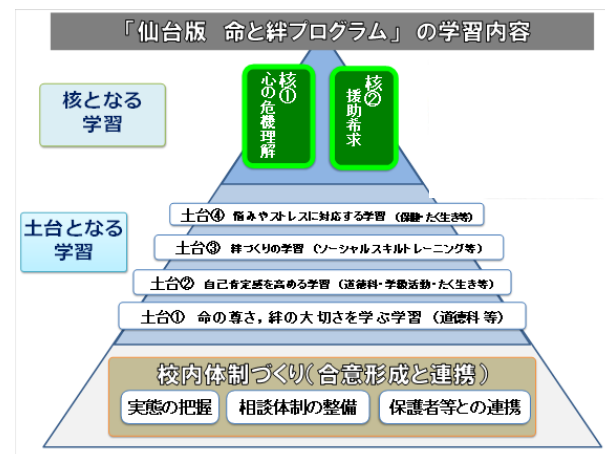 「仙台版 命と絆プログラム」 の学習内容
核となる
学習
核①
心の危機理解
核②
援助希求
土台となる
学習
土台④ 悩みやストレスに対応する学習 (保健・たく生き等)
土台③ 絆づくりの学習 (ソーシャルスキルトレーニング等)
土台② 自己肯定感を高める学習 (道徳科・学級活動・たく生き等)
土台① 命の尊さ，絆の大切さを学ぶ学習 (道徳科等)
校内体制づくり(合意形成と連携)
実態の把握
相談体制の整備
保護者等との連携